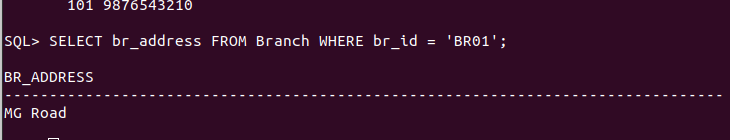 101 9876543210
SQL> SELECT br_address FROM Branch WHERE br_id = 'BR01';
BR_ADDRESS
--------------------------------------------------------------------------------
MG Road